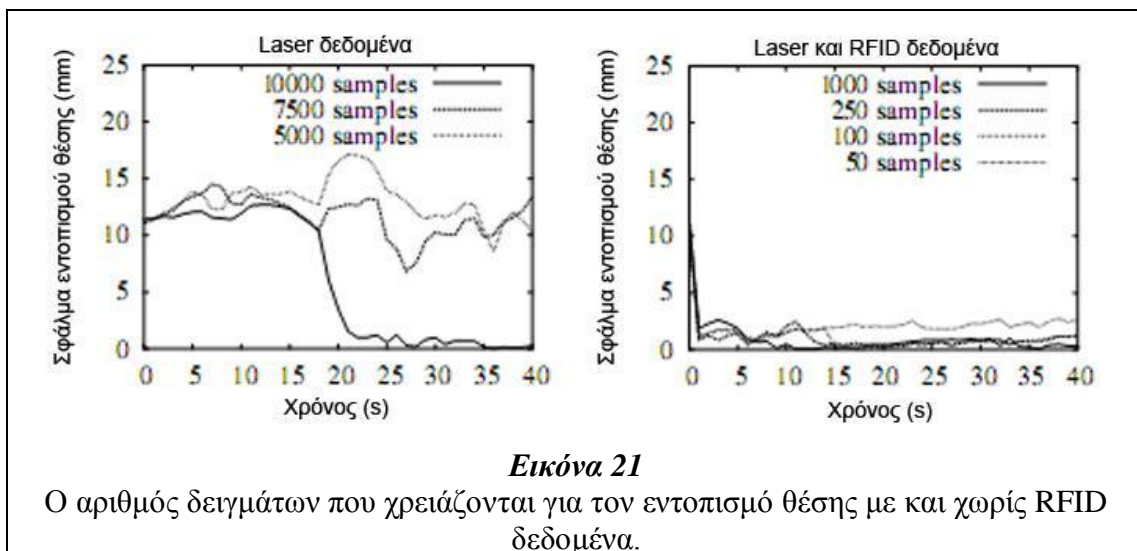 Laser δεδομένα
Σφάλμα εντοπισμού θέσης (mm)
25
20
15
10
5
0
10000 samples
7500 samples
5000 samples
0 5 10 15 20 25 30 35 40
Χρόνος (s)
Laser και RFID δεδομένα
Σφάλμα εντοπισμού θέσης (mm)
25
20
15
10
5
0
1000 samples
250 samples
100 samples
50 samples
0 5 10 15 20 25 30 35 40
Χρόνος (s)
Εικόνα 21
Ο αριθμός δειγμάτων που χρειάζονται για τον εντοπισμό θέσης με και χωρίς RFID
δεδομένα.